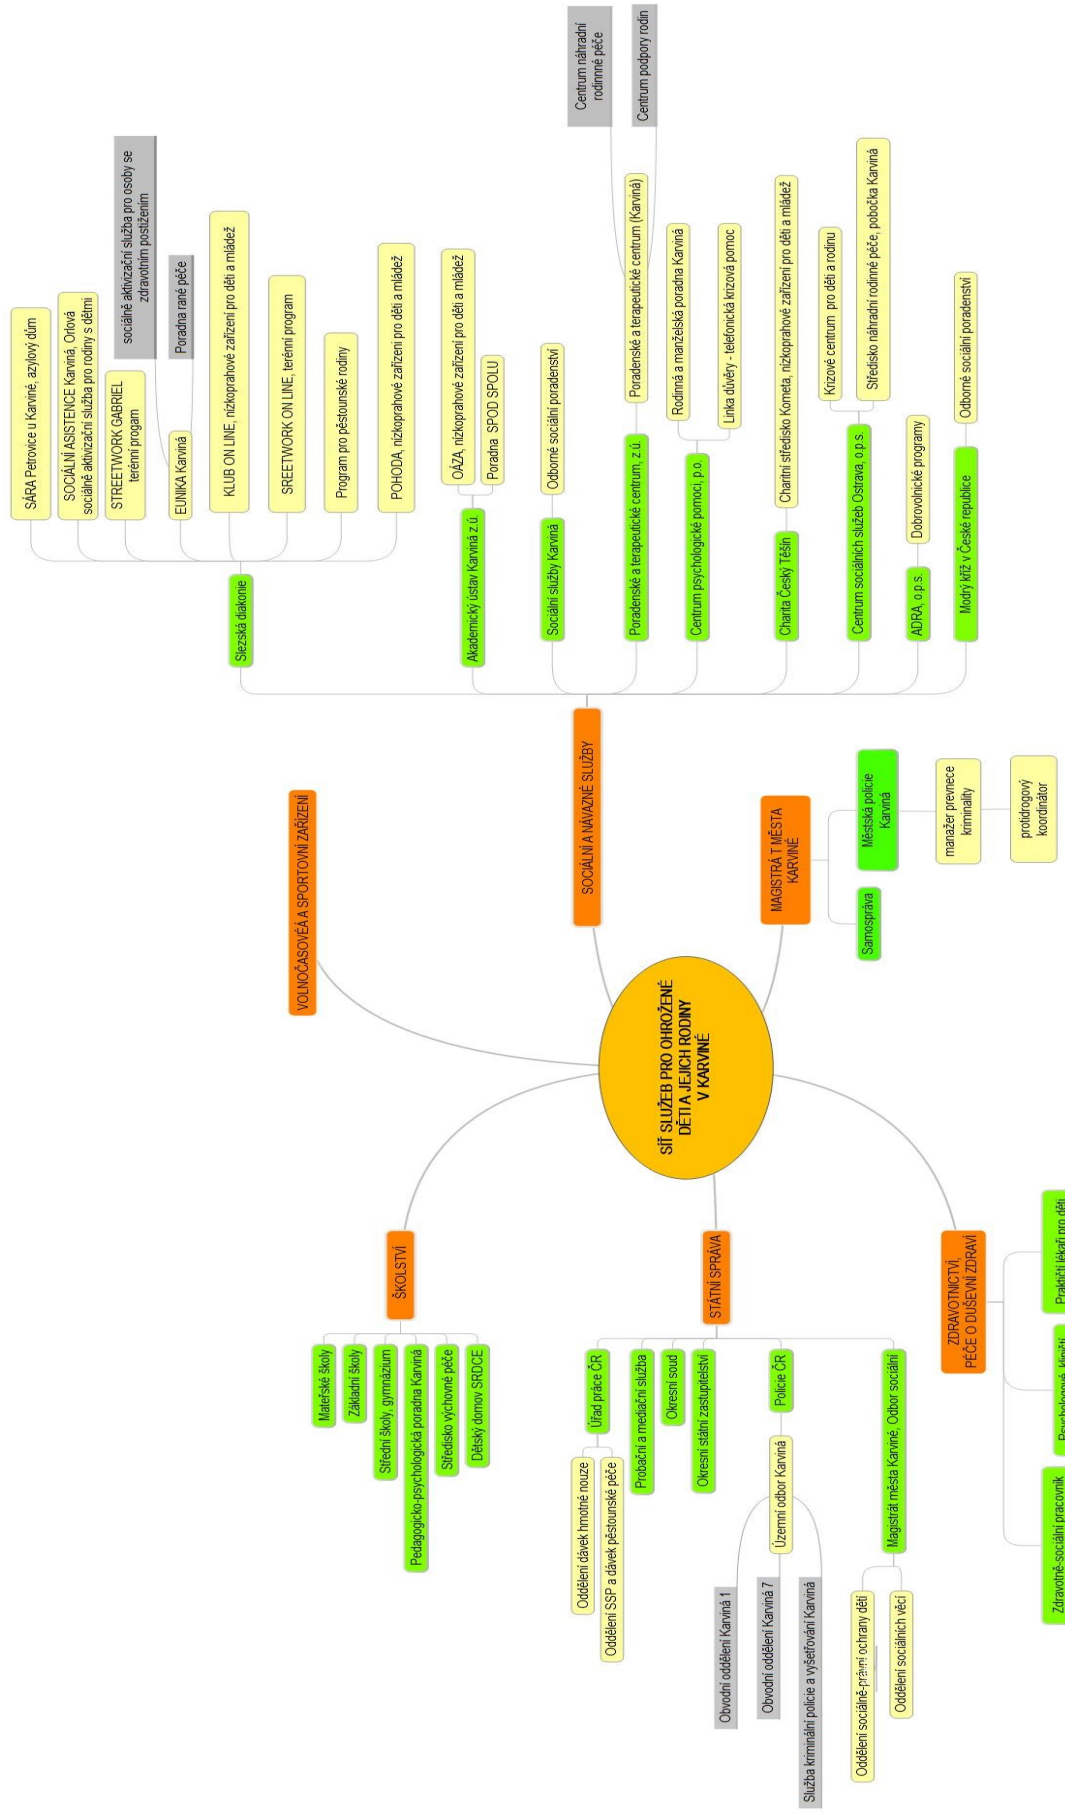 SÍŤ SLUŽEB PRO OHROŽENÉ
DĚTI A JEJICH RODINY
V KARVINÉ
ŠKOLSTVÍ
Mateřské školy
Základní školy
Střední školy, gymnázium
Pedagogicko-psychologická poradna Karviná
Středisko výchovné péče
Dětský domov SRDCE
STÁTNÍ SPRÁVA
Úřad práce ČR
Oddělení dávek hmotné nouze
Oddělení SSP a dávek pěstounské péče
Probační a mediační služba
Okresní soud
Okresní státní zastupitelství
Policie ČR
Územní odbor Karviná
Obvodní oddělení Karviná 1
Obvodní oddělení Karviná 7
Služba kriminální policie a vyšetřování Karviná
Magistrát města Karviné, Odbor sociální
Oddělení sociálně-právní ochrany dětí
Oddělení sociálních věcí
ZDRAVOTNICTVÍ,
PÉČE O DUŠEVNÍ ZDRAVÍ
Zdravotně-sociální pracovník
Psychologové, kliničtí
Praktičtí lékaři pro děti
VOLNOČASOVÉÁ A SPORTOVNÍ ZAŘÍZENÍ
SOCIÁLNÍ A NÁVAZNÉ SLUŽBY
Slezská diakonie
SÁRA Petrovice u Karviné, azylový dům
SOCIÁLNÍ ASISTENCE Karviná, Orlová
sociálně aktivizační služba pro rodiny s dětmi
STREETWORK GABRIEL
terénní progam
EUNIKA Karviná
sociálně aktivizační služba pro osoby se
zdravotním postižením
Poradna rané péče
KLUB ON LINE, nízkoprahové zařízení pro děti a mládež
SREETWORK ON LINE, terénní program
Program pro pěstounské rodiny
POHODA, nízkoprahové zařízení pro děti a mládež
Akademický ústav Karviná z.ú.
OÁZA, nízkoprahové zařízení pro děti a mládež
Poradna SPOD SPOLU
Sociální služby Karviná
Odborné sociální poradenství
Poradenské a terapeutické centrum, z.ú.
Poradenské a terapeutické centrum (Karviná)
Centrum náhradní
rodinnné péče
Centrum podpory rodin
Centrum psychologické pomoci, p.o.
Rodinná a manželská poradna Karviná
Linka důvěry - telefonická krizová pomoc
Charita Český Těšín
Charitní středisko Kometa, nízkoprahové zařízení pro děti a mládež
Centrum sociálních služeb Ostrava, o.p.s.
Krizové centrum pro děti a rodinu
Středisko náhradní rodinné péče, pobočka Karviná
ADRA, o.p.s.
Dobrovolnické programy
Modrý kříž v České republice
Odborné sociální poradenství
MAGISTRÁ T MĚSTA
KARVINÉ
Samospráva
Městská policie
Karviná
manažer prevnece
kriminality
protidrogový
koordinátor